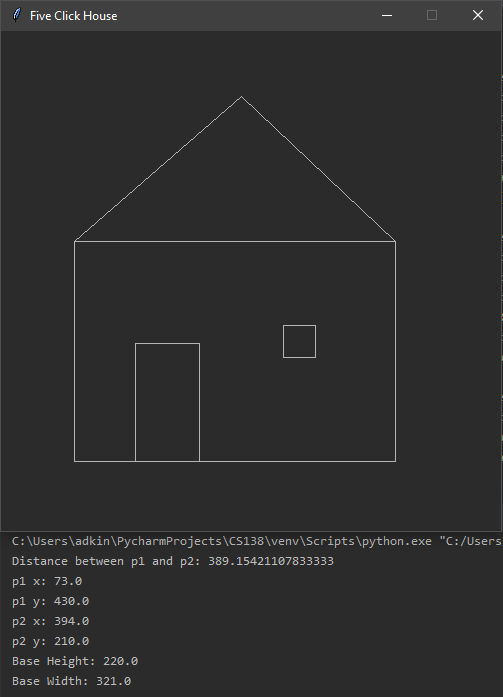 Five Click House
C:\Users\adkin\PycharmProjects\CS138\venv\Scripts\python.exe "C:/Users
Distance between p1 and p2: 389.15421107833333
p1 x: 73.0
p1 y: 430.0
p2 x: 394.0
p2 y: 210.0
Base Height: 220.0
Base Width: 321.0